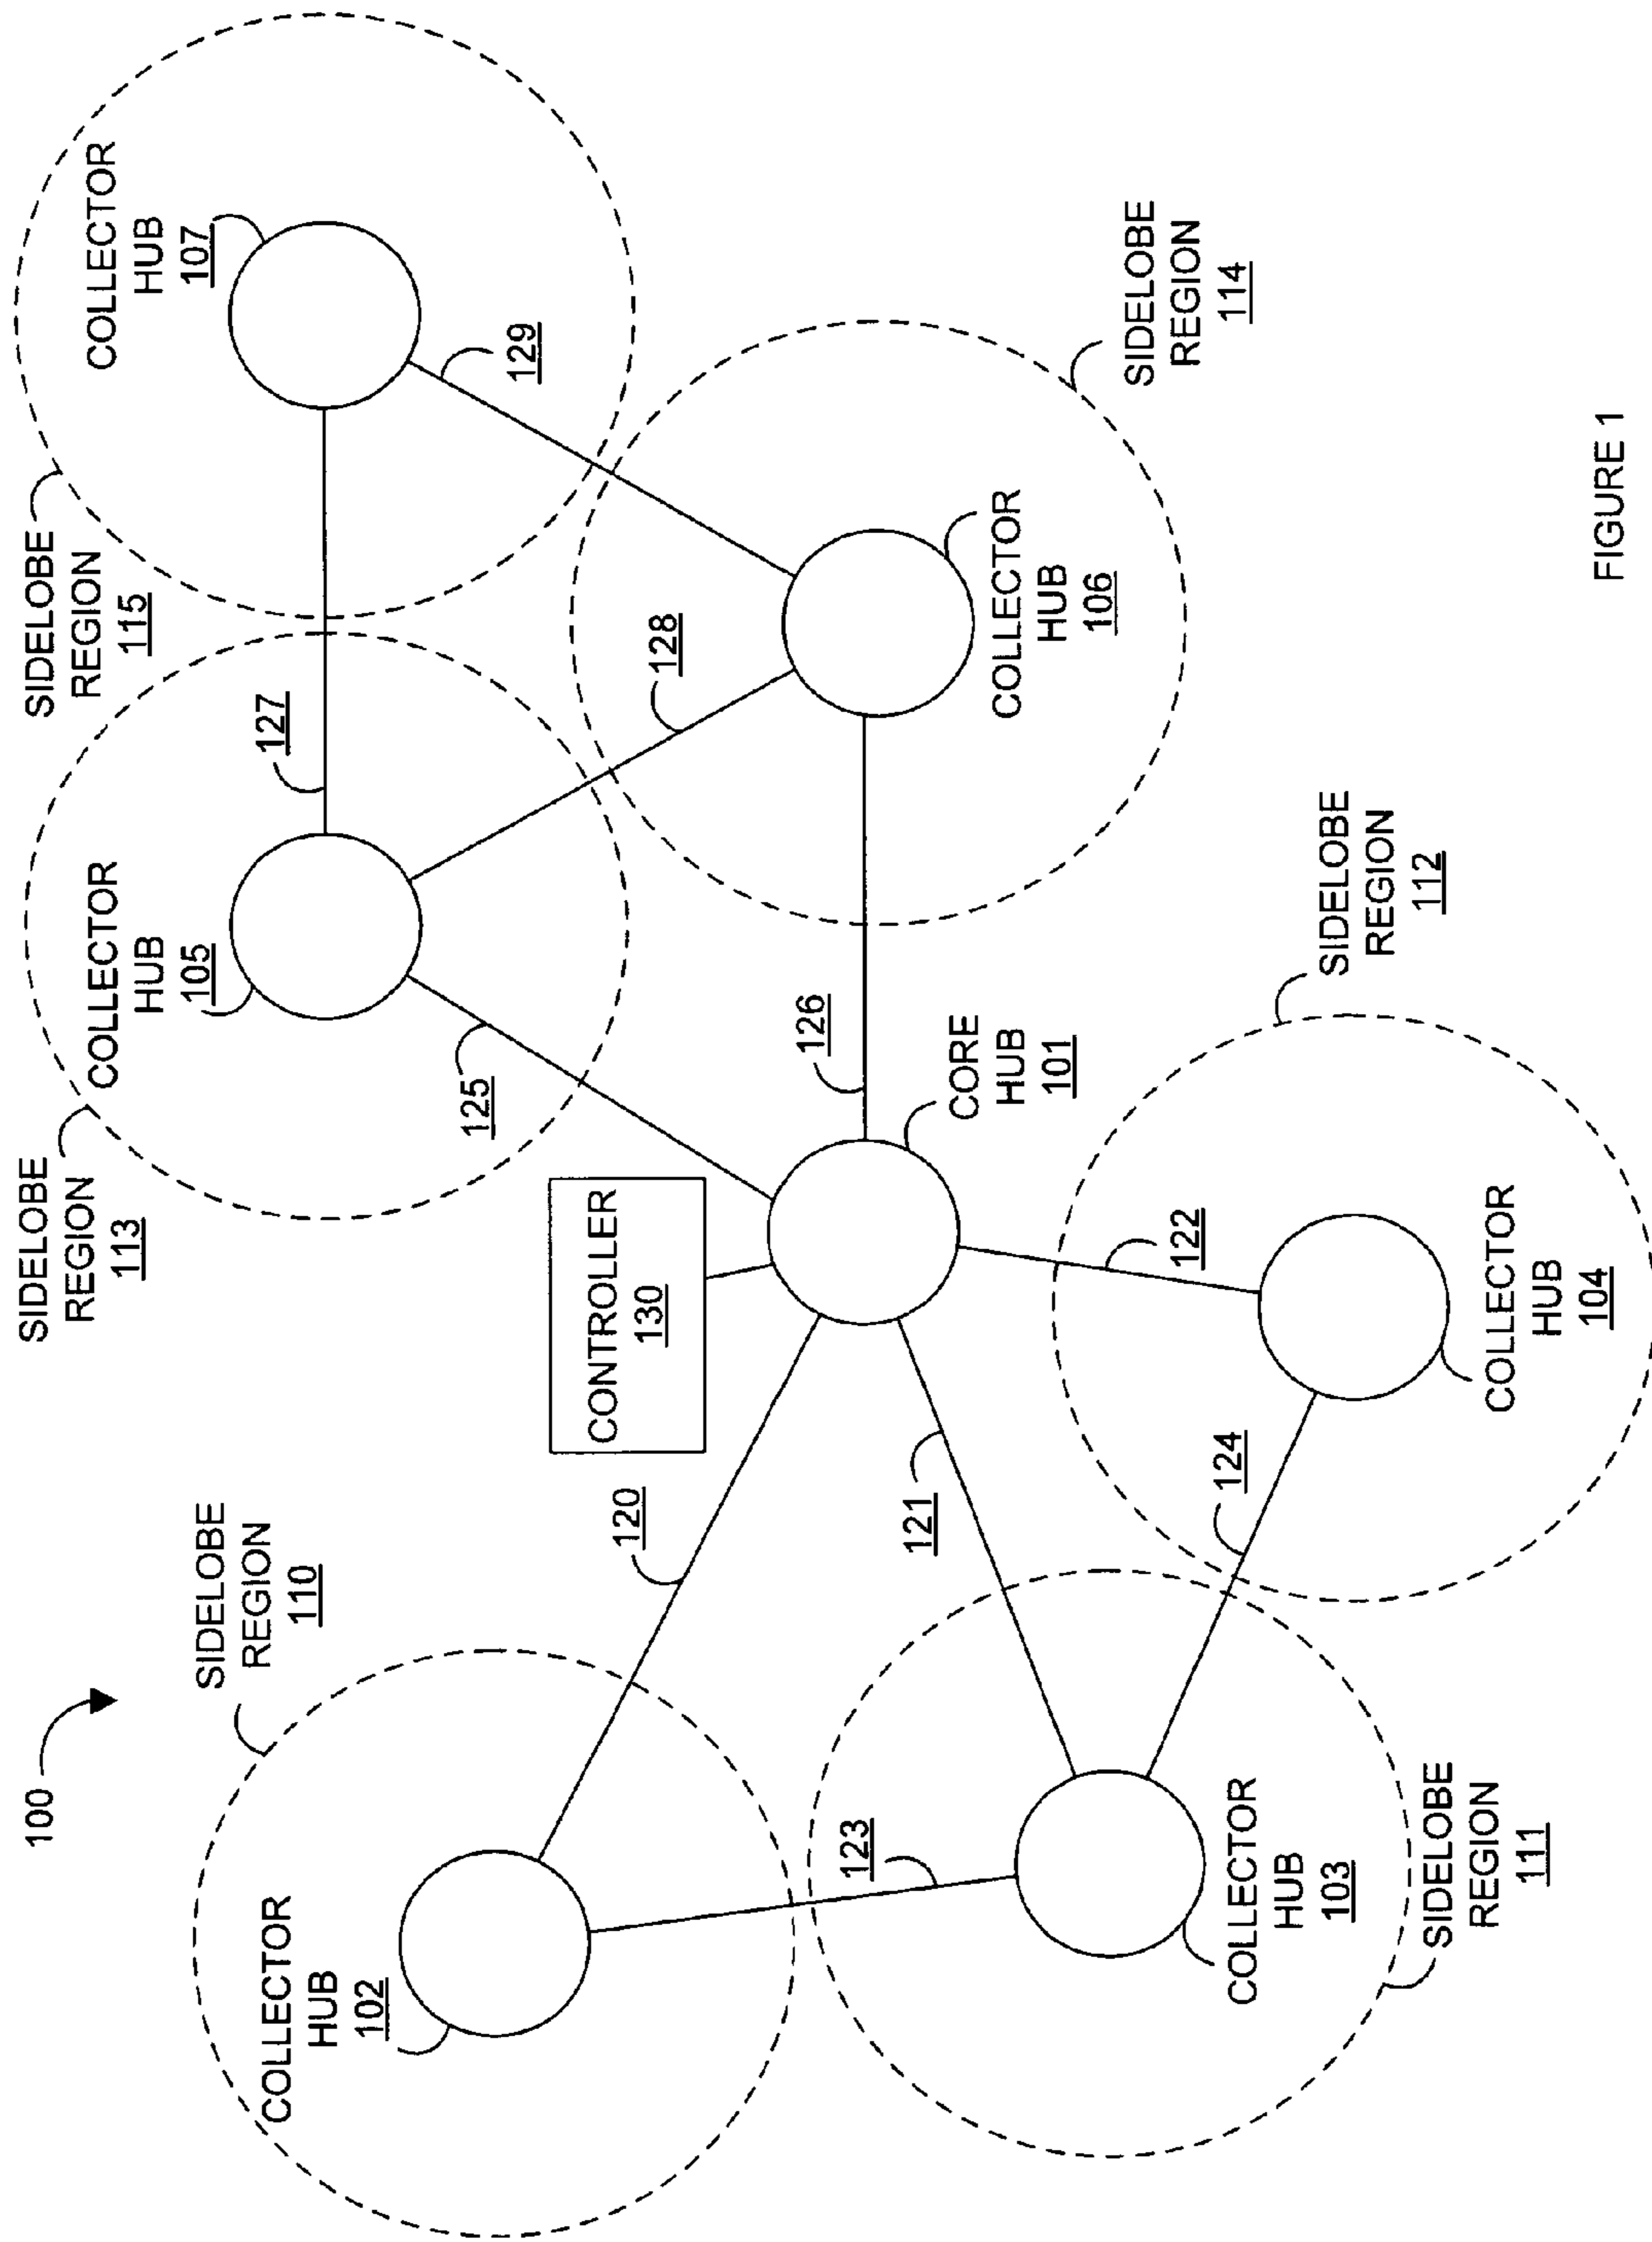 100
SIDELOBE
REGION
110
COLLECTOR
HUB
102
120
123
COLLECTOR
HUB
103
SIDELOBE
REGION
111
121
124
CONTROLLER
130
SIDELOBE
REGION
113
COLLECTOR
HUB
105
125
126
CORE
HUB
101
122
COLLECTOR
HUB
104
SIDELOBE
REGION
112
SIDELOBE
REGION
115
127
128
COLLECTOR
HUB
107
129
COLLECTOR
HUB
106
SIDELOBE
REGION
114
FIGURE 1